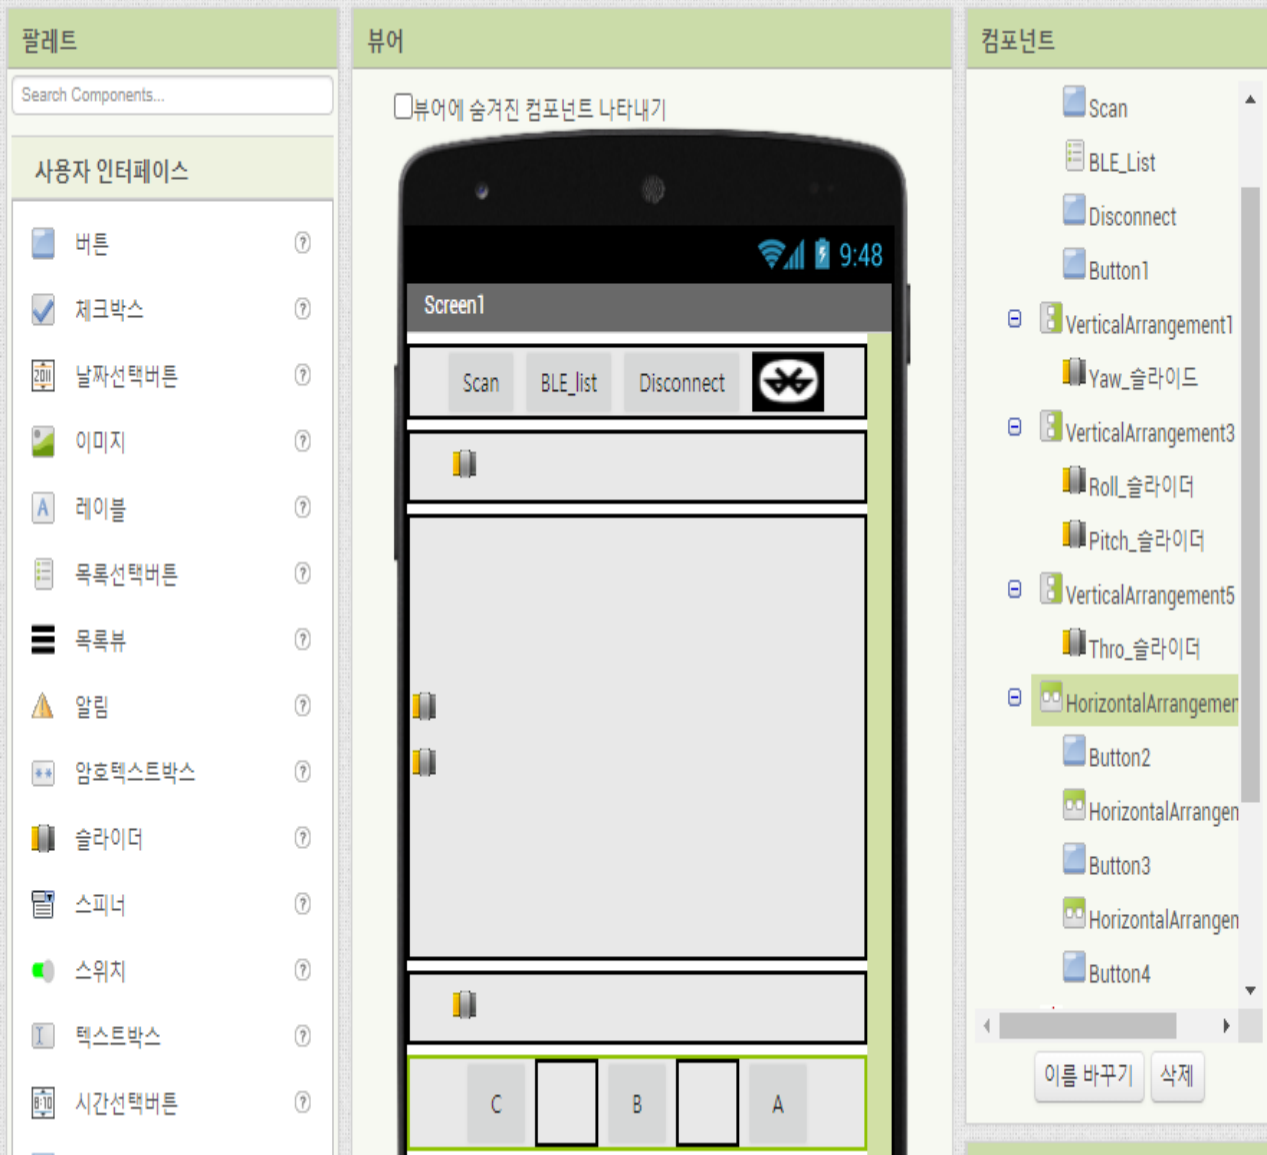 팔레트
Search Components...
사용자 인터페이스
버튼
체크박스
날짜선택버튼
이미지
레이블
목록선택버튼
목록뷰
알림
암호텍스트박스
슬라이더
스피너
스위치
텍스트박스
시간선택버튼
뷰어
뷰어에 숨겨진 컴포넌트 나타내기
9:48
Screen1
Scan BLE_list Disconnect
C B A
컴포넌트
Scan
BLE_List
Disconnect
Button1
VerticalArrangement1
Yaw_슬라이드
VerticalArrangement3
Roll_슬라이더
Pitch_슬라이더
VerticalArrangement5
Thro_슬라이더
HorizontalArrangemen
Button2
HorizontalArrangen
Button3
HorizontalArrangen
Button4
이름 바꾸기 삭제